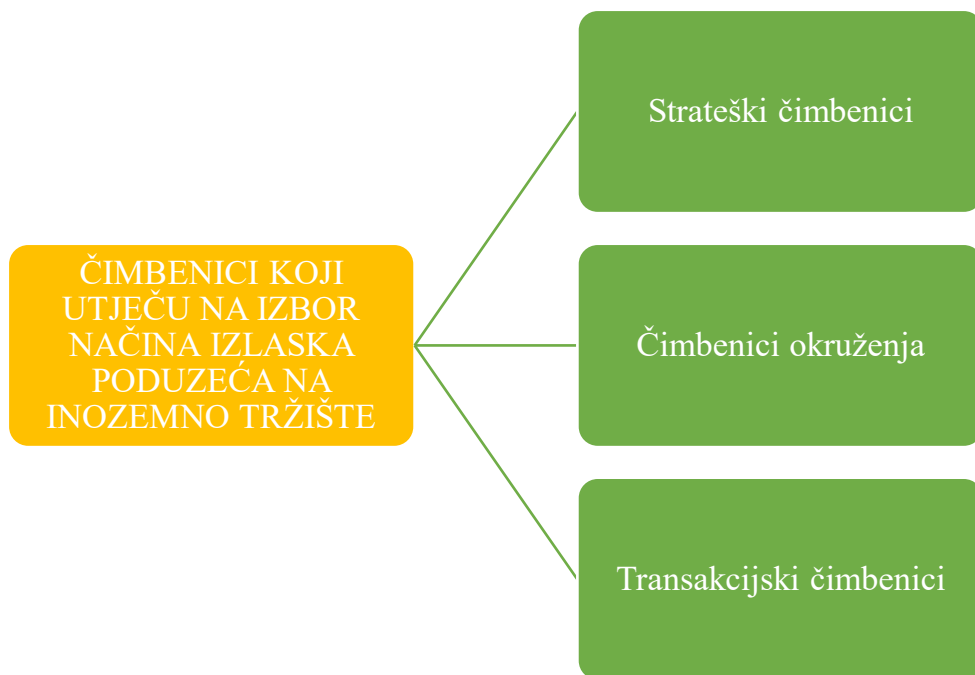 Strateški čimbenici
ČIMBENICI KOJI
UTJEČU NA IZBOR
NAČINA IZLASKA
PODUZEĆA NA
INOZEMNO TRŽIŠTE
Čimbenici okruženja
Transakcijski čimbenici